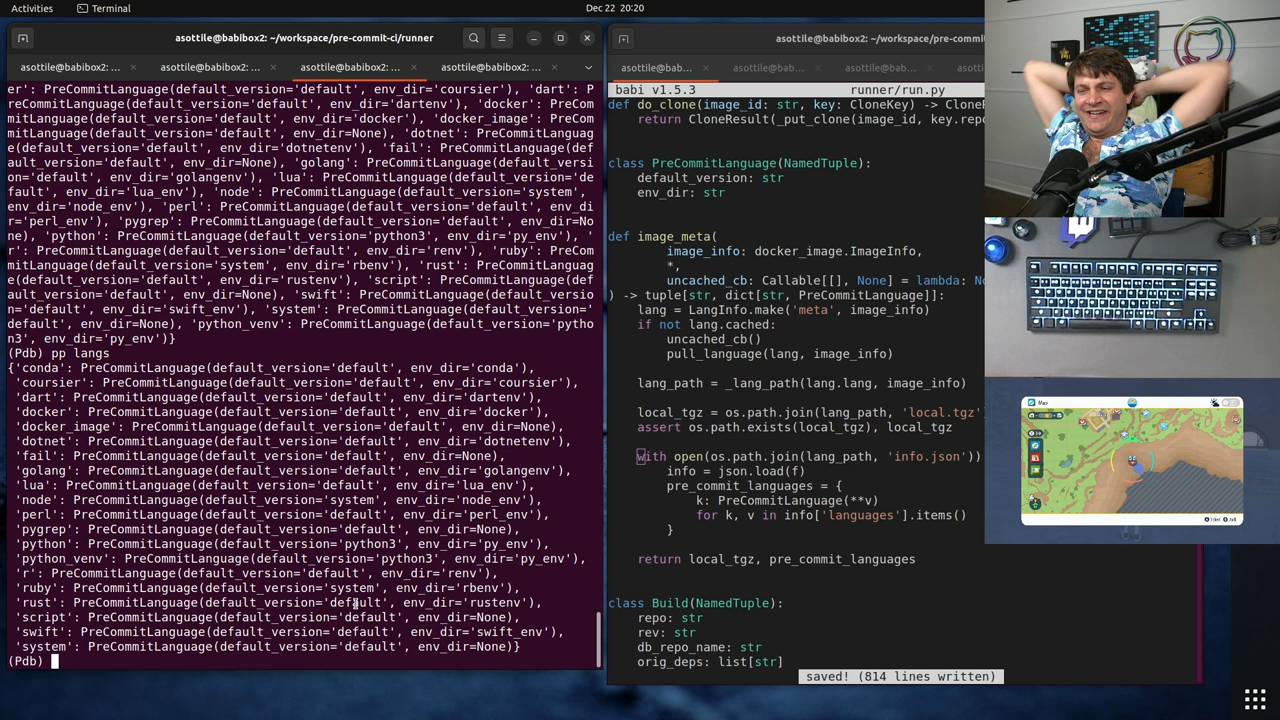 Activities
Terminal
Dec 22 20:20
asottile@babibox2: ~/workspace/pre-commit-ci/runner
asottile@babibox2: ...
asottile@babibox2: ...
asottile@babibox2: ...
asottile@babibox2: ...
er': PreCommitLanguage(default_version='default', env_dir='coursier'), 'dart': P
reCommitLanguage(default_version='default', env_dir='dartenv'), 'docker': PreCom
mitLanguage(default_version='default', env_dir='docker'), 'docker_image': PreCom
mitLanguage(default_version='default', env_dir=None), 'dotnet': PreCommitLanguag
e(default_version='default', env_dir='dotnetenv'), 'fail': PreCommitLanguage(def
ault_version='default', env_dir=None), 'golang': PreCommitLanguage(default_versi
on='default', env_dir='golangenv'), 'lua': PreCommitLanguage(default_version='de
fault', env_dir='lua_env'), 'node': PreCommitLanguage(default_version='system',
env_dir='node_env'), 'perl': PreCommitLanguage(default_version='default', env_di
r='perl_env'), 'pygrep': PreCommitLanguage(default_version='default', env_dir=No
ne), 'python': PreCommitLanguage(default_version='python3', env_dir='py_env'), '
r': PreCommitLanguage(default_version='default', env_dir='renv'), 'ruby': PreCom
mitLanguage(default_version='system', env_dir='rbenv'), 'rust': PreCommitLanguag
e(default_version='default', env_dir='rustenv'), 'script': PreCommitLanguage(def
ault_version='default', env_dir=None), 'swift': PreCommitLanguage(default_versio
n='default', env_dir='swift_env'), 'system': PreCommitLanguage(default_version='
default', env_dir=None), 'python_venv': PreCommitLanguage(default_version='pytho
n3', env_dir='py_env')}
(Pdb) pp langs
{'conda': PreCommitLanguage(default_version='default', env_dir='conda'),
 'coursier': PreCommitLanguage(default_version='default', env_dir='coursier'),
 'dart': PreCommitLanguage(default_version='default', env_dir='dartenv'),
 'docker': PreCommitLanguage(default_version='default', env_dir='docker'),
 'docker_image': PreCommitLanguage(default_version='default', env_dir=None),
 'dotnet': PreCommitLanguage(default_version='default', env_dir='dotnetenv'),
 'fail': PreCommitLanguage(default_version='default', env_dir=None),
 'golang': PreCommitLanguage(default_version='default', env_dir='golangenv'),
 'lua': PreCommitLanguage(default_version='default', env_dir='lua_env'),
 'node': PreCommitLanguage(default_version='system', env_dir='node_env'),
 'perl': PreCommitLanguage(default_version='default', env_dir='perl_env'),
 'pygrep': PreCommitLanguage(default_version='default', env_dir=None),
 'python': PreCommitLanguage(default_version='python3', env_dir='py_env'),
 'python_venv': PreCommitLanguage(default_version='python3', env_dir='py_env'),
 'r': PreCommitLanguage(default_version='default', env_dir='renv'),
 'ruby': PreCommitLanguage(default_version='system', env_dir='rbenv'),
 'rust': PreCommitLanguage(default_version='default', env_dir='rustenv'),
 'script': PreCommitLanguage(default_version='default', env_dir=None),
 'swift': PreCommitLanguage(default_version='default', env_dir='swift_env'),
 'system': PreCommitLanguage(default_version='default', env_dir=None)}
(Pdb)
asottile@babibox2: ~/workspace/pre-commit
asottile@bab...
asottile@bab...
asottile@bab...
asottile@
babi v1.5.3
runner/run.py
def do_clone(image_id: str, key: CloneKey) -> CloneR
    return CloneResult(_put_clone(image_id, key.repo
class PreCommitLanguage(NamedTuple):
    default_version: str
    env_dir: str
def image_meta(
        image_info: docker_image.ImageInfo,
        *,
        uncached_cb: Callable[[], None] = lambda: No
) -> tuple[str, dict[str, PreCommitLanguage]]:
    lang = LangInfo.make('meta', image_info)
    if not lang.cached:
        uncached_cb()
        pull_language(lang, image_info)
    lang_path = _lang_path(lang.lang, image_info)
    local_tgz = os.path.join(lang_path, 'local.tgz'
    assert os.path.exists(local_tgz), local_tgz
    with open(os.path.join(lang_path, 'info.json'))
        info = json.load(f)
        pre_commit_languages = {
            k: PreCommitLanguage(**v)
            for k, v in info['languages'].items()
        }
    return local_tgz, pre_commit_languages
class Build(NamedTuple):
    repo: str
    rev: str
    db_repo_name: str
    orig_deps: list[str]
saved! (814 lines written)
Map